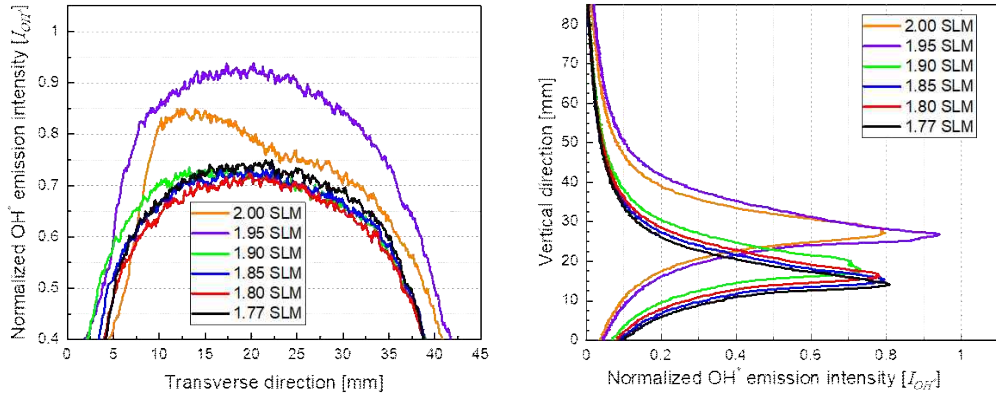 Normalized OH* emission intensity [I_OH*]
1
0.9
0.8
0.7
0.6
0.5
0.4
2.00 SLM
1.95 SLM
1.90 SLM
1.85 SLM
1.80 SLM
1.77 SLM
0 5 10 15 20 25 30 35 40 45
Transverse direction [mm]
Vertical direction [mm]
80
70
60
50
40
30
20
10
0
2.00 SLM
1.95 SLM
1.90 SLM
1.85 SLM
1.80 SLM
1.77 SLM
0 0.2 0.4 0.6 0.8 1
Normalized OH* emission intensity [I_OH*]